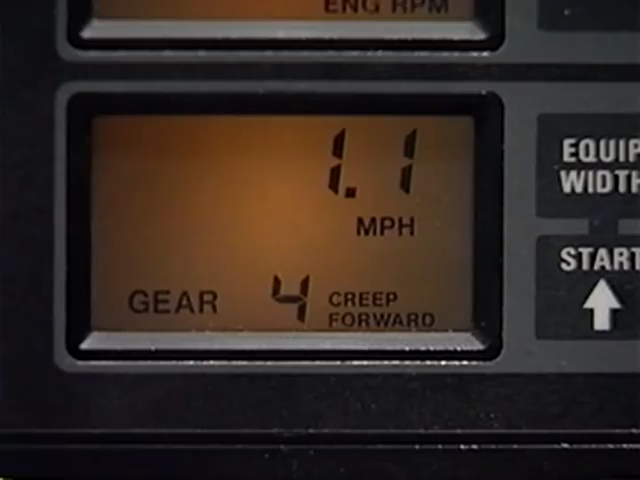 ENG RPM
1.1
MPH
GEAR 4 CREEP
FORWARD
EQUIP
WIDTH
START